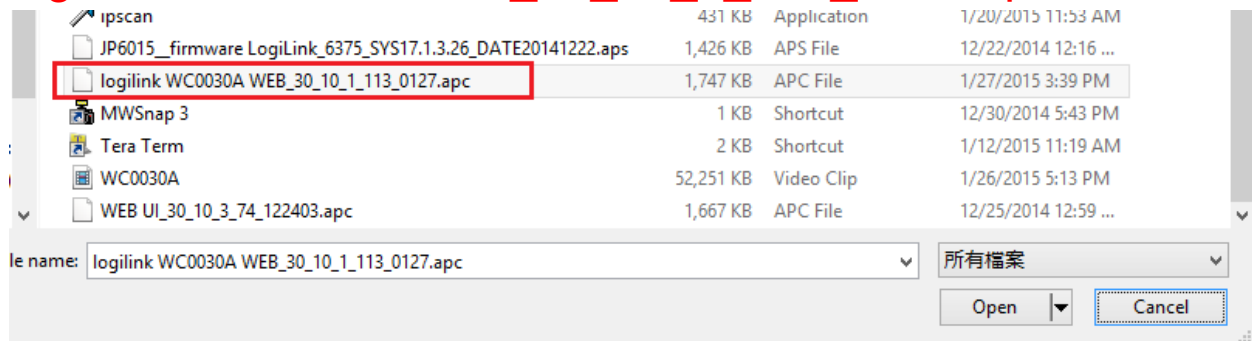 ipscan 431 KB Application 1/20/2015 11:53 AM
JP6015__firmware LogiLink_6375_SYS17.1.3.26_DATE20141222.aps 1,426 KB APS File 12/22/2014 12:16 ...
logilink WC0030A WEB_30_10_1_113_0127.apc 1,747 KB APC File 1/27/2015 3:39 PM
MWSnap 3 1 KB Shortcut 12/30/2014 5:43 PM
Tera Term 2 KB Shortcut 1/12/2015 11:19 AM
WC0030A 52,251 KB Video Clip 1/26/2015 5:13 PM
WEB UI_30_10_3_74_122403.apc 1,667 KB APC File 12/25/2014 12:59 ...
le name: logilink WC0030A WEB_30_10_1_113_0127.apc 所有檔案
Open Cancel